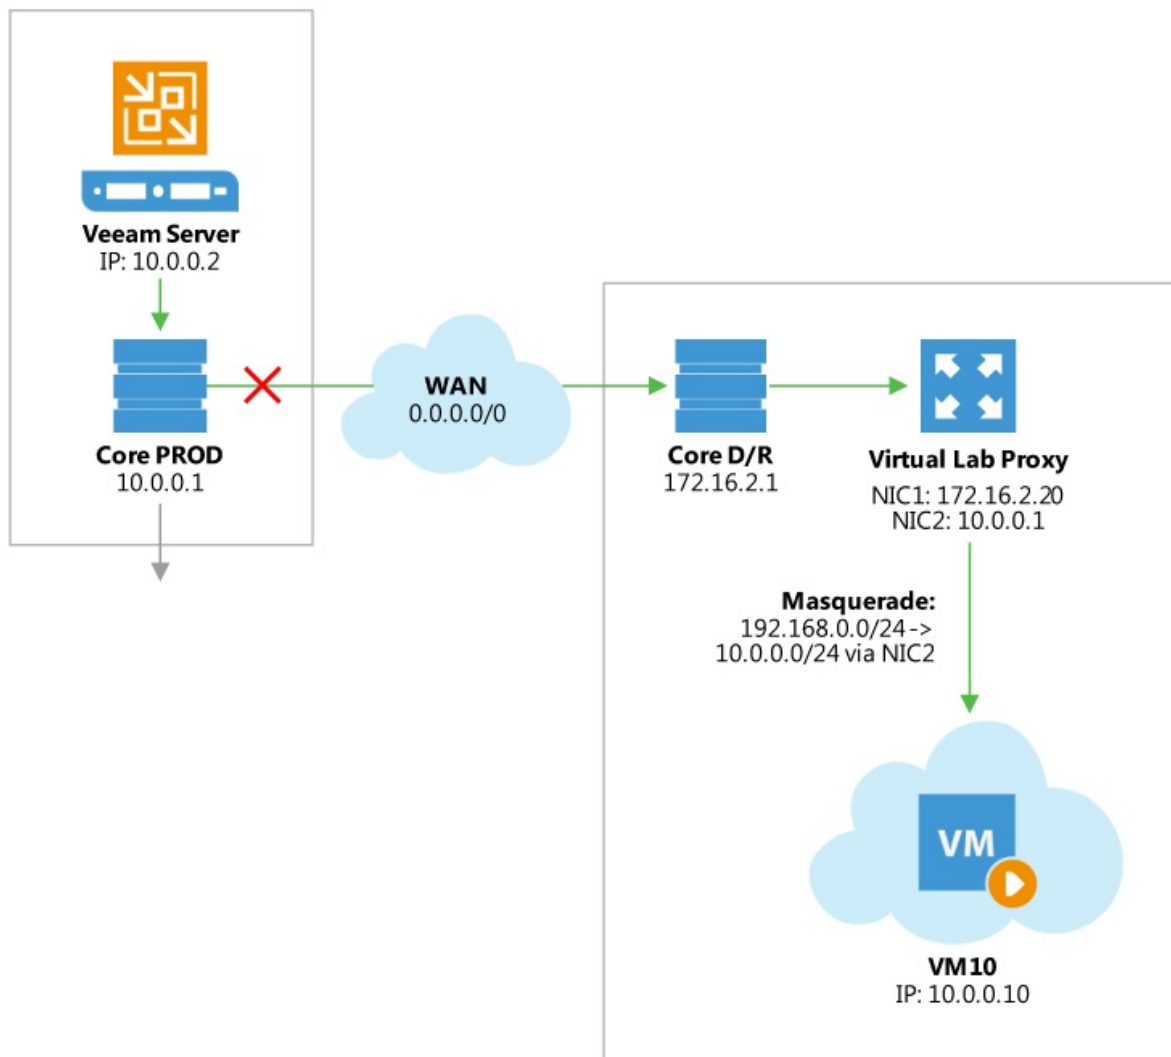 Veeam Server
IP: 10.0.0.2
Core PROD
10.0.0.1
WAN
0.0.0.0/0
Core D/R
172.16.2.1
Virtual Lab Proxy
NIC1: 172.16.2.20
NIC2: 10.0.0.1
Masquerade:
192.168.0.0/24 ->
10.0.0.0/24 via NIC2
VM
VM10
IP: 10.0.0.10